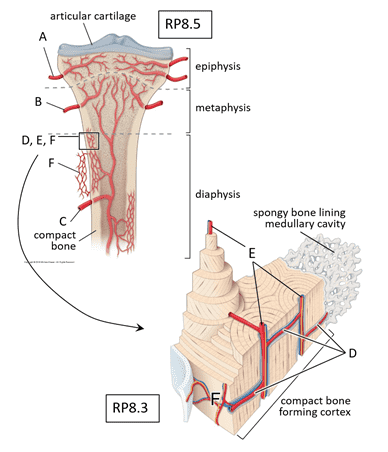 articular cartilage
RP8.5
A
epiphysis
B
metaphysis
D, E, F
F
diaphysis
C
compact
bone
spongy bone lining
medullary cavity
E
D
F
compact bone
forming cortex
RP8.3